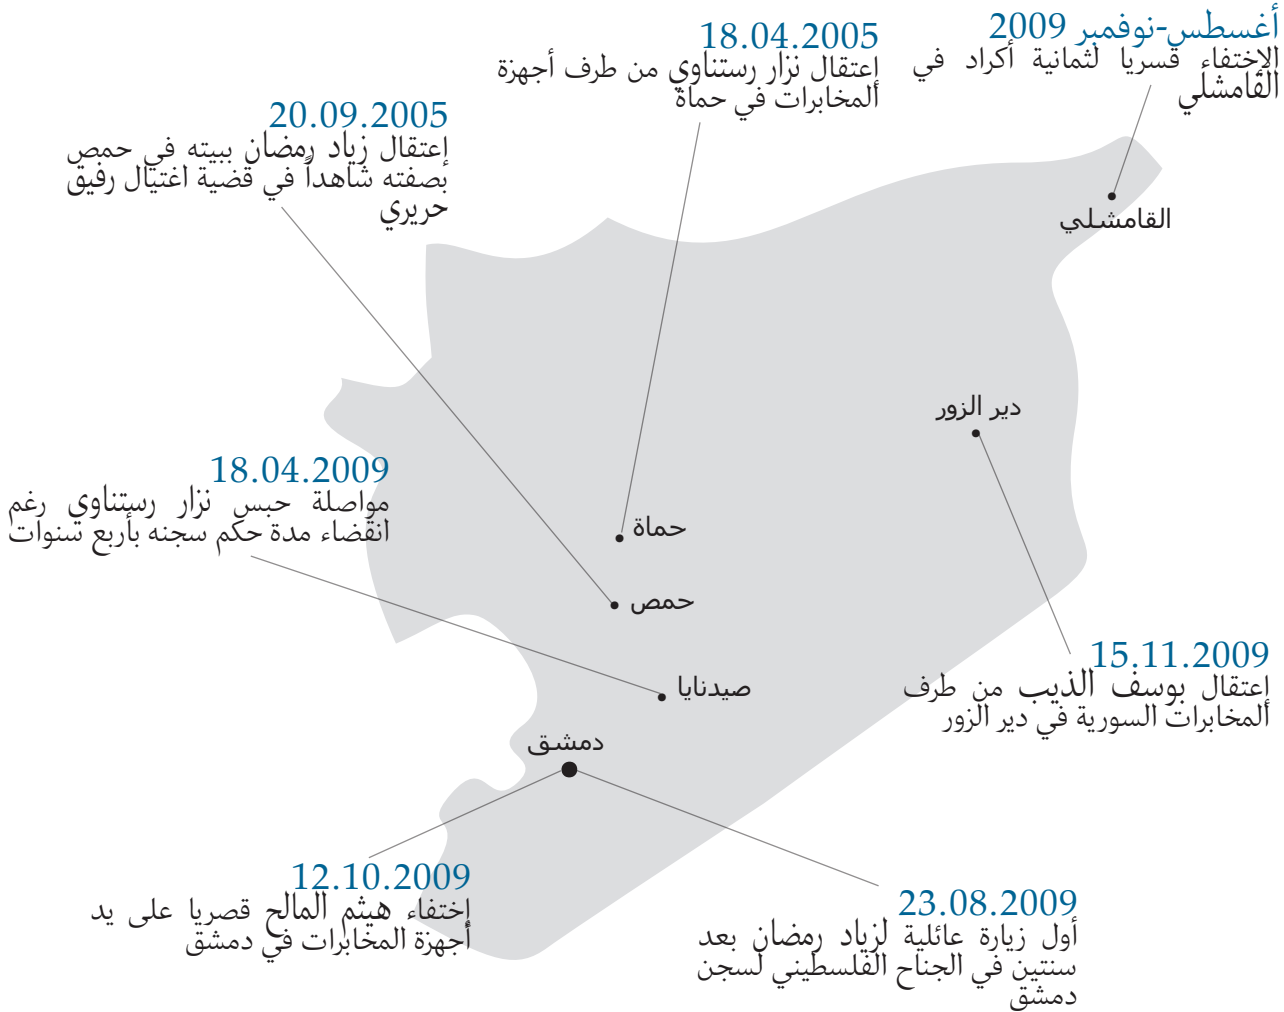 أغسطس-نوفمبر 2009
الإختفاء قسريا لثمانية أكراد في
القامشلي
18.04.2005
إعتقال نزار رستناوي من طرف أجهزة
المخابرات في حماة
20.09.2005
إعتقال زياد رمضان ببيته في حمص
بصفته شاهداً في قضية اغتيال رفيق
حريري
القامشلي
دير الزور
18.04.2009
مواصلة حبس نزار رستناوي رغم
انقضاء مدة حكم سجنه بأربع سنوات
حماة
حمص
صيدنايا
دمشق
15.11.2009
إعتقال يوسف الذيب من طرف
المخابرات السورية في دير الزور
12.10.2009
إختفاء هيثم المالح قصريا على يد
أجهزة المخابرات في دمشق
23.08.2009
أول زيارة عائلية لزياد رمضان بعد
سنتين في الجناح الفلسطيني لسجن
دمشق